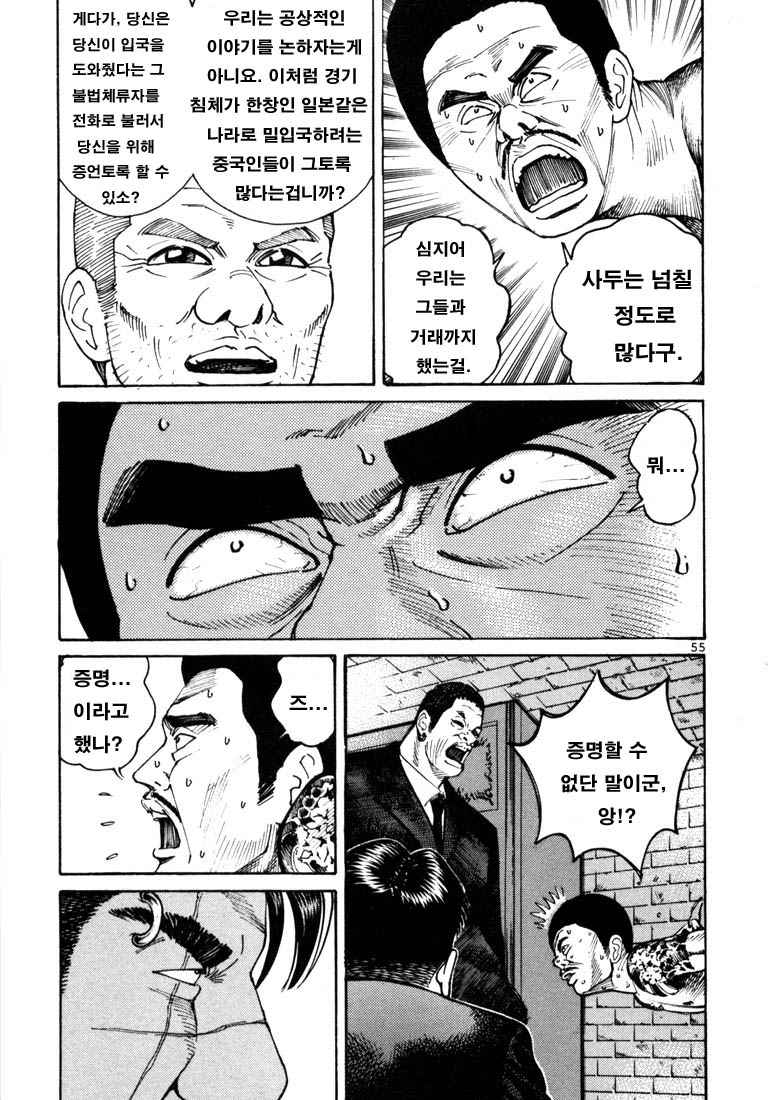 사두는 넘칠
정도로
많다구.
심지어
우리는
그들과
거래까지
했는걸.
우리는 공상적인
이야기를 논하자는게
아니요. 이처럼 경기
침체가 한창인 일본같은
나라로 밀입국하려는
중국인들이 그토록
많다는겁니까?
게다가, 당신은
당신이 입국을
도와줬다는 그
불법체류자를
전화로 불러서
당신을 위해
증언토록 할 수
있소?
뭐...
55
증명할 수
없단 말이군,
앙!?
즈...
증명...
이라고
했나?